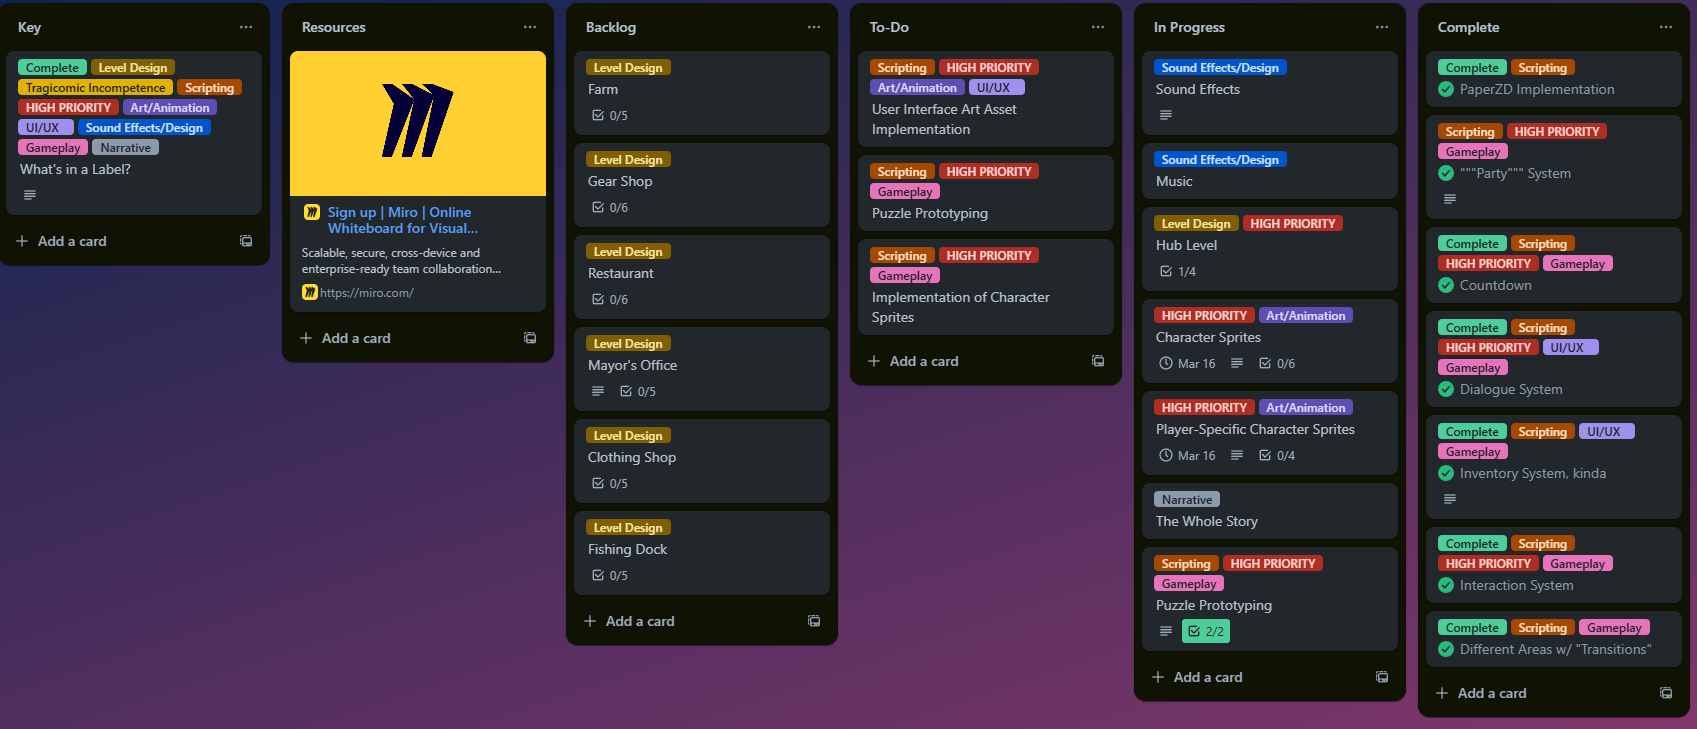 Key
Complete Level Design
Tragicomic Incompetence Scripting
HIGH PRIORITY Art/Animation
UI/UX Sound Effects/Design
Gameplay Narrative
What's in a Label?
Add a card
Resources
Sign up | Miro | Online
Whiteboard for Visual...
Scalable, secure, cross-device and
enterprise-ready team collaboration...
https://miro.com/
Add a card
Backlog
Level Design
Farm
0/5
Level Design
Gear Shop
0/6
Level Design
Restaurant
0/6
Level Design
Mayor's Office
0/5
Level Design
Clothing Shop
0/5
Level Design
Fishing Dock
0/5
Add a card
To-Do
Scripting HIGH PRIORITY
Art/Animation UI/UX
User Interface Art Asset
Implementation
Scripting HIGH PRIORITY
Gameplay
Puzzle Prototyping
Scripting HIGH PRIORITY
Gameplay
Implementation of Character
Sprites
Add a card
In Progress
Sound Effects/Design
Sound Effects
Sound Effects/Design
Music
Level Design HIGH PRIORITY
Hub Level
1/4
HIGH PRIORITY Art/Animation
Character Sprites
Mar 16 0/6
HIGH PRIORITY Art/Animation
Player-Specific Character Sprites
Mar 16 0/4
Narrative
The Whole Story
Scripting HIGH PRIORITY
Gameplay
Puzzle Prototyping
2/2
Add a card
Complete
Complete Scripting
PaperZD Implementation
Scripting HIGH PRIORITY
Gameplay
"""Party""" System
Complete Scripting
HIGH PRIORITY Gameplay
Countdown
Complete Scripting
HIGH PRIORITY UI/UX
Gameplay
Dialogue System
Complete Scripting UI/UX
Gameplay
Inventory System, kinda
Complete Scripting
HIGH PRIORITY Gameplay
Interaction System
Complete Scripting Gameplay
Different Areas w/ "Transitions"
Add a card